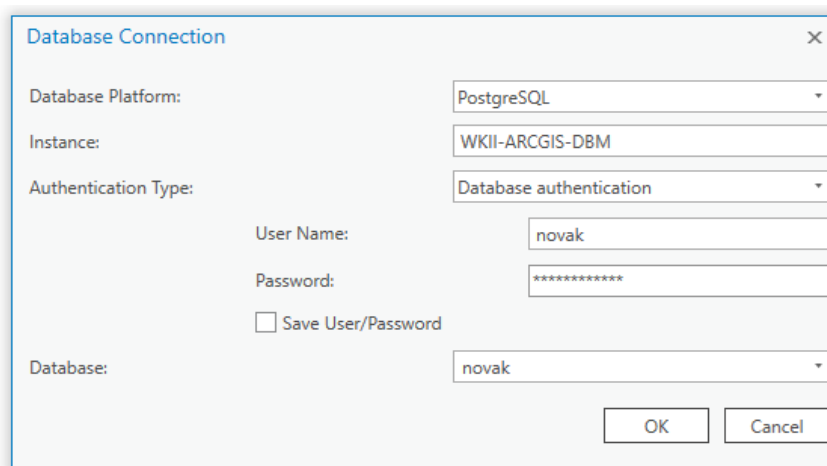 Database Connection
Database Platform: PostgreSQL
Instance: WKII-ARCGIS-DBM
Authentication Type: Database authentication
User Name: novak
Password: ************
Save User/Password
Database: novak
OK Cancel